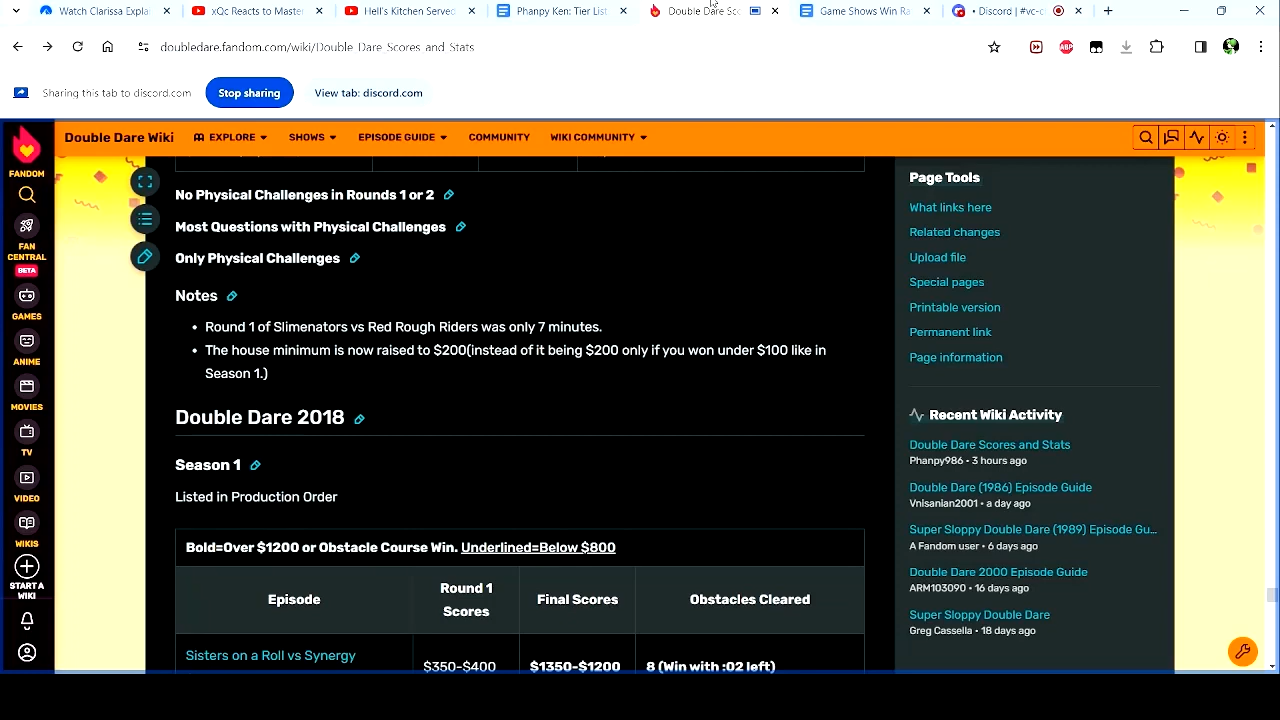 Watch Clarissa Expla
xQc Reacts to Master
Hell's Kitchen Served
Phanpy Ken: Tier List
Double Dare Sco
Game Shows Win Ra
• Discord | #vc-c
doubledare.fandom.com/wiki/Double_Dare_Scores_and_Stats
ABP
Sharing this tab to discord.com
Stop sharing
View tab: discord.com
FANDOM
Double Dare Wiki
EXPLORE
SHOWS
EPISODE GUIDE
COMMUNITY
WIKI COMMUNITY
FAN CENTRAL
BETA
GAMES
ANIME
MOVIES
TV
VIDEO
WIKIS
START A WIKI
No Physical Challenges in Rounds 1 or 2
Most Questions with Physical Challenges
Only Physical Challenges
Notes
• Round 1 of Slimenators vs Red Rough Riders was only 7 minutes.
• The house minimum is now raised to $200(instead of it being $200 only if you won under $100 like in
Season 1.)
Double Dare 2018
Season 1
Listed in Production Order
Bold=Over $1200 or Obstacle Course Win. Underlined=Below $800
Episode
Round 1 Scores
Final Scores
Obstacles Cleared
Sisters on a Roll vs Synergy
$350-$400
$1350-$1200
8 (Win with :02 left)
Page Tools
What links here
Related changes
Upload file
Special pages
Printable version
Permanent link
Page information
Recent Wiki Activity
Double Dare Scores and Stats
Phanpy986 • 3 hours ago
Double Dare (1986) Episode Guide
Vnisanian2001 • a day ago
Super Sloppy Double Dare (1989) Episode Gu...
A Fandom user • 6 days ago
Double Dare 2000 Episode Guide
ARM103090 • 16 days ago
Super Sloppy Double Dare
Greg Cassella • 18 days ago